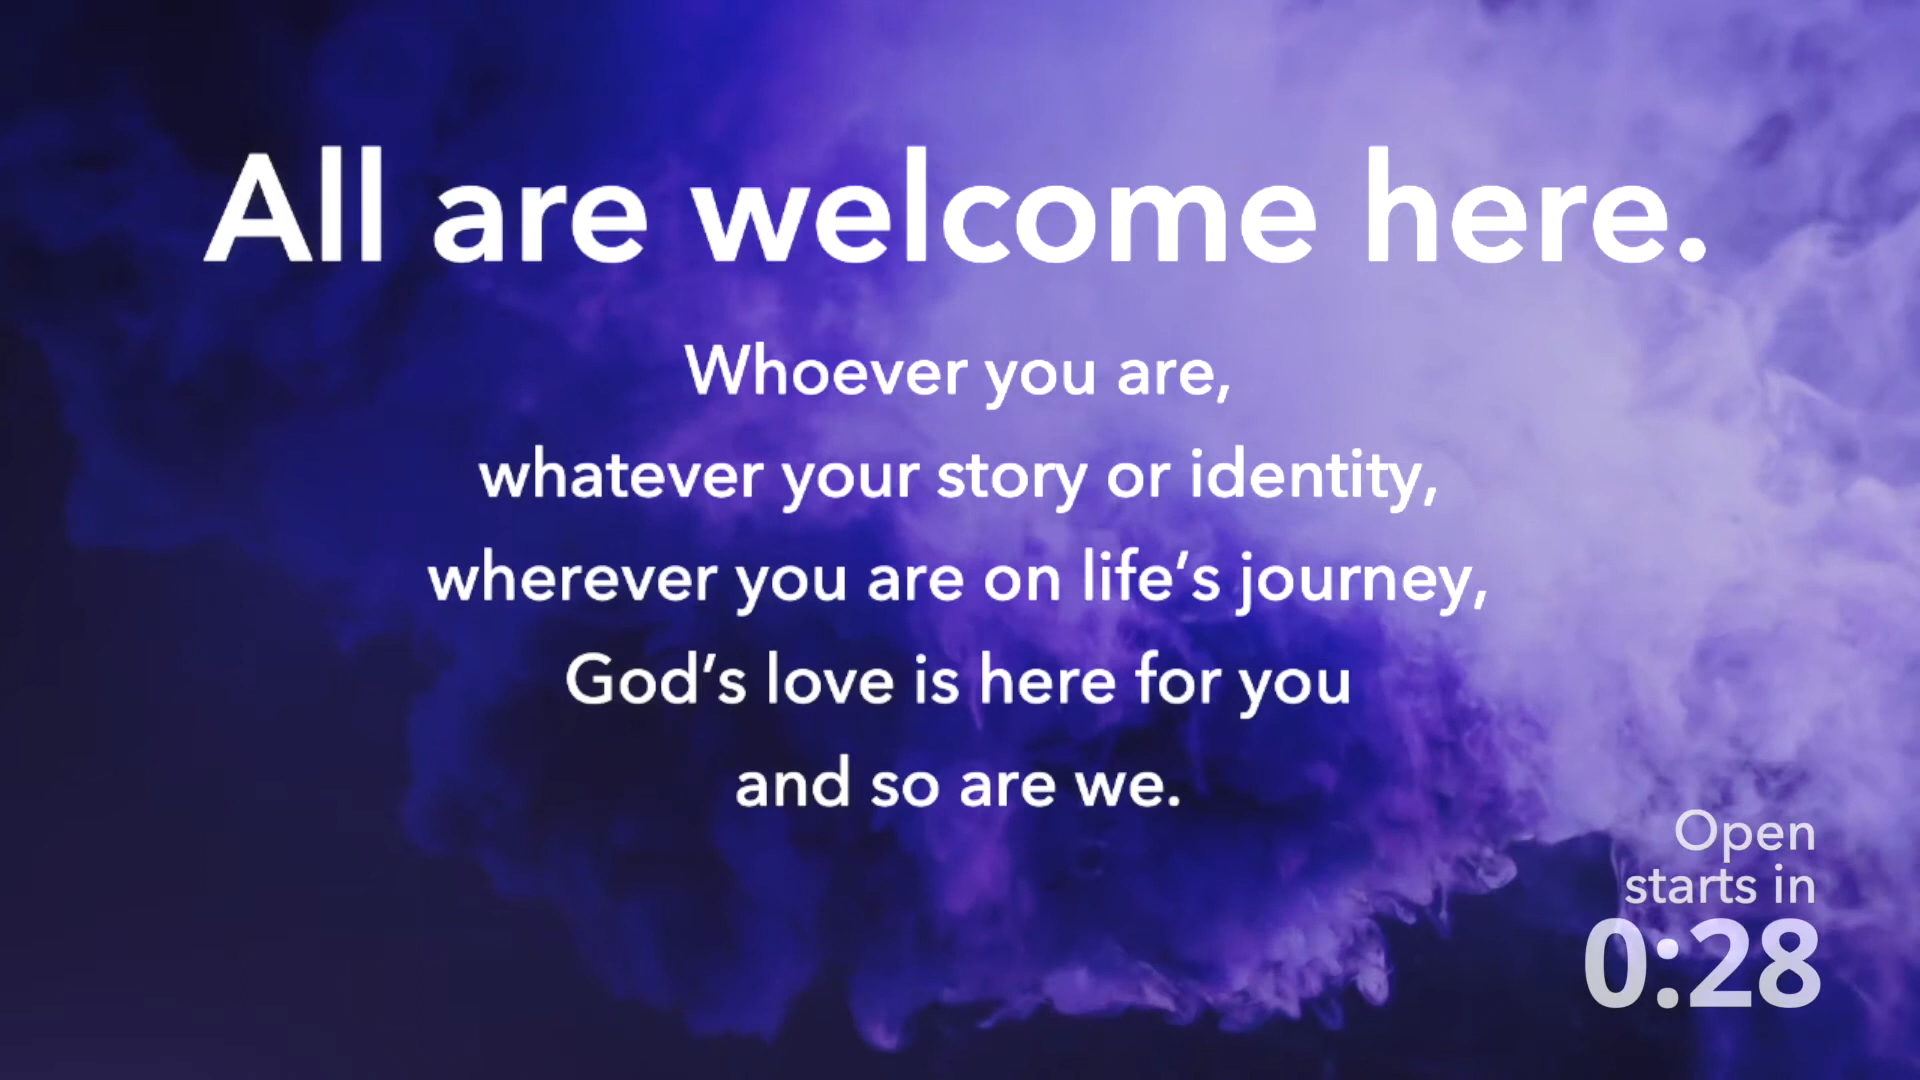 All are welcome here.
Whoever you are,
whatever your story or identity,
wherever you are on life’s journey,
God’s love is here for you
and so are we.
Open
starts in
0:28